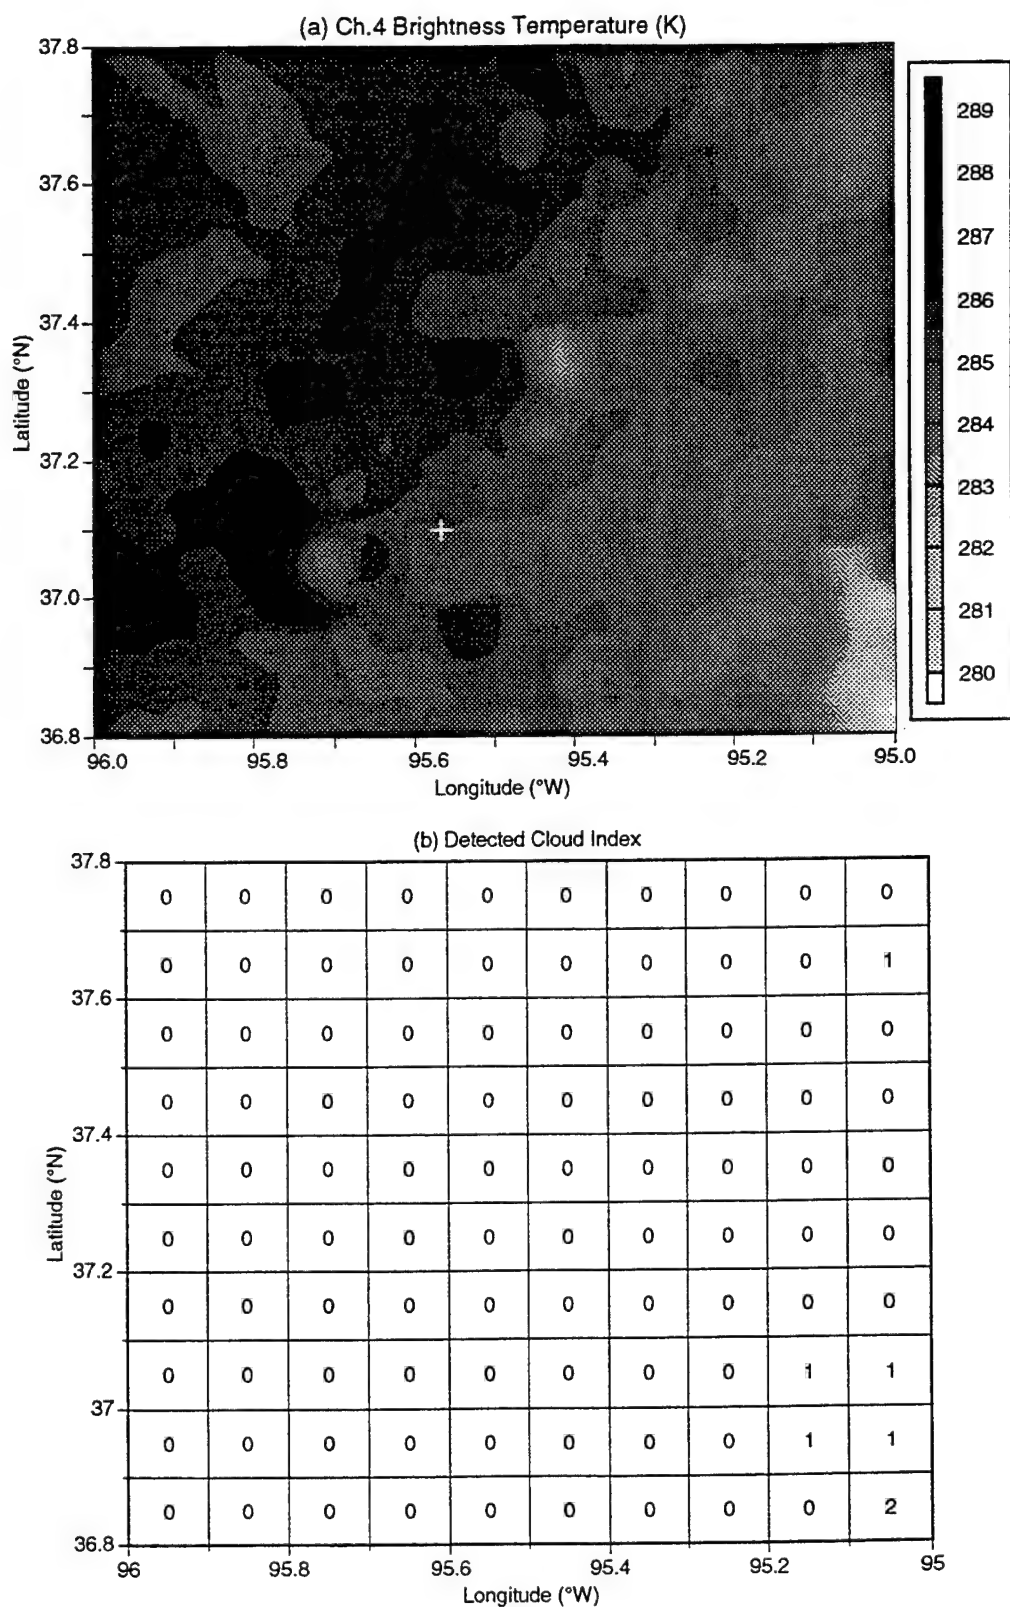 (a) Ch.4 Brightness Temperature (K)
37.8
37.6
37.4
37.2
37.0
36.8
Latitude (°N)
96.0 95.8 95.6 95.4 95.2 95.0
Longitude (°W)
289
288
287
286
285
284
283
282
281
280
(b) Detected Cloud Index
37.8
37.6
37.4
37.2
37
36.8
Latitude (°N)
0 0 0 0 0 0 0 0 0 0
0 0 0 0 0 0 0 0 0 1
0 0 0 0 0 0 0 0 0 0
0 0 0 0 0 0 0 0 0 0
0 0 0 0 0 0 0 0 0 0
0 0 0 0 0 0 0 0 0 0
0 0 0 0 0 0 0 0 0 0
0 0 0 0 0 0 0 0 1 1
0 0 0 0 0 0 0 0 1 1
0 0 0 0 0 0 0 0 0 2
96 95.8 95.6 95.4 95.2 95
Longitude (°W)